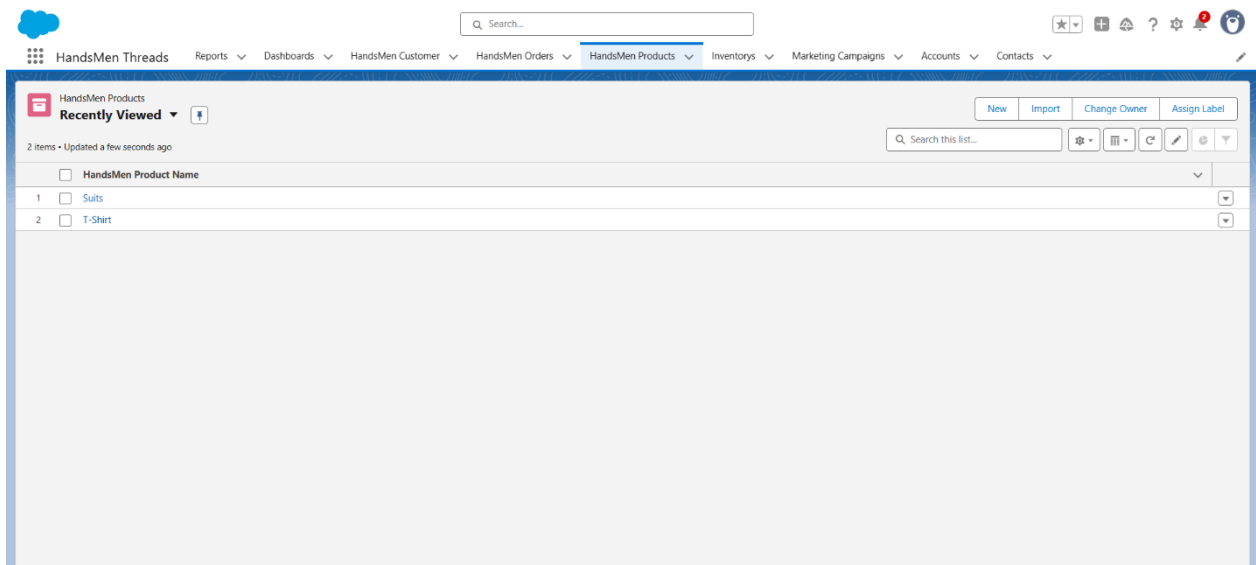 Search...
2
HandsMen Threads Reports Dashboards HandsMen Customer HandsMen Orders HandsMen Products Inventorys Marketing Campaigns Accounts Contacts
HandsMen Products
Recently Viewed
New Import Change Owner Assign Label
2 items • Updated a few seconds ago
Search this list...
HandsMen Product Name
1 Suits
2 T-Shirt